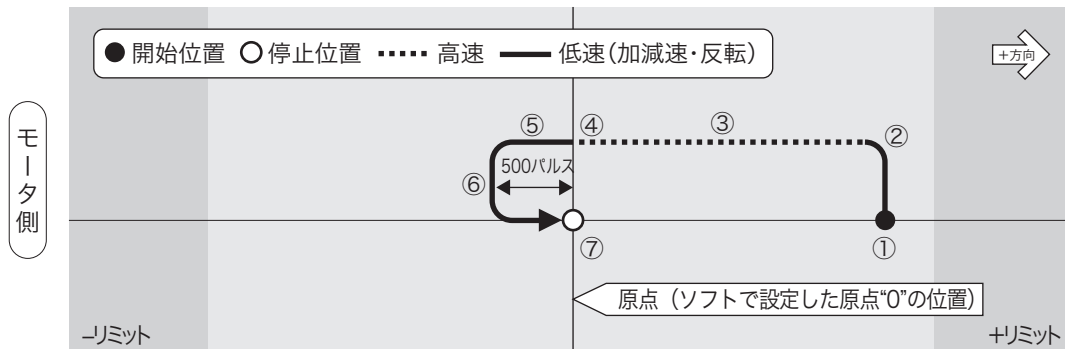 ●開始位置 ○停止位置 高速 低速(加減速・反転)
+方向
モータ側
⑤ ④ ③ ②
500パルス
⑥
⑦ ①
原点(ソフトで設定した原点“0”の位置)
−リミット +リミット